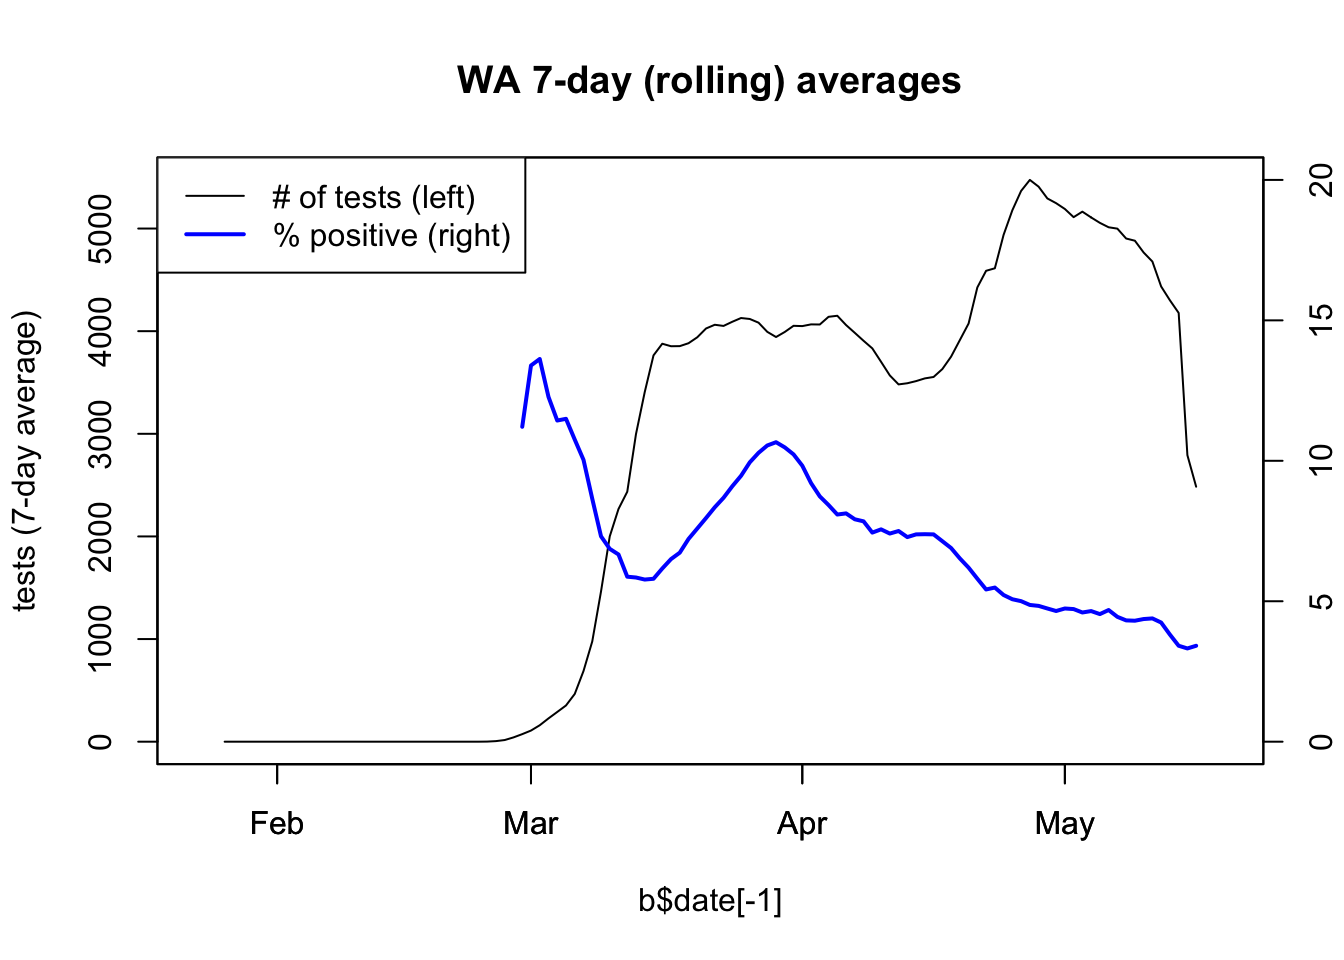 WA 7-day (rolling) averages
# of tests (left)
% positive (right)
tests (7-day average)
5000
4000
3000
2000
1000
0
20
15
10
5
0
Feb
Mar
Apr
May
b$date[-1]